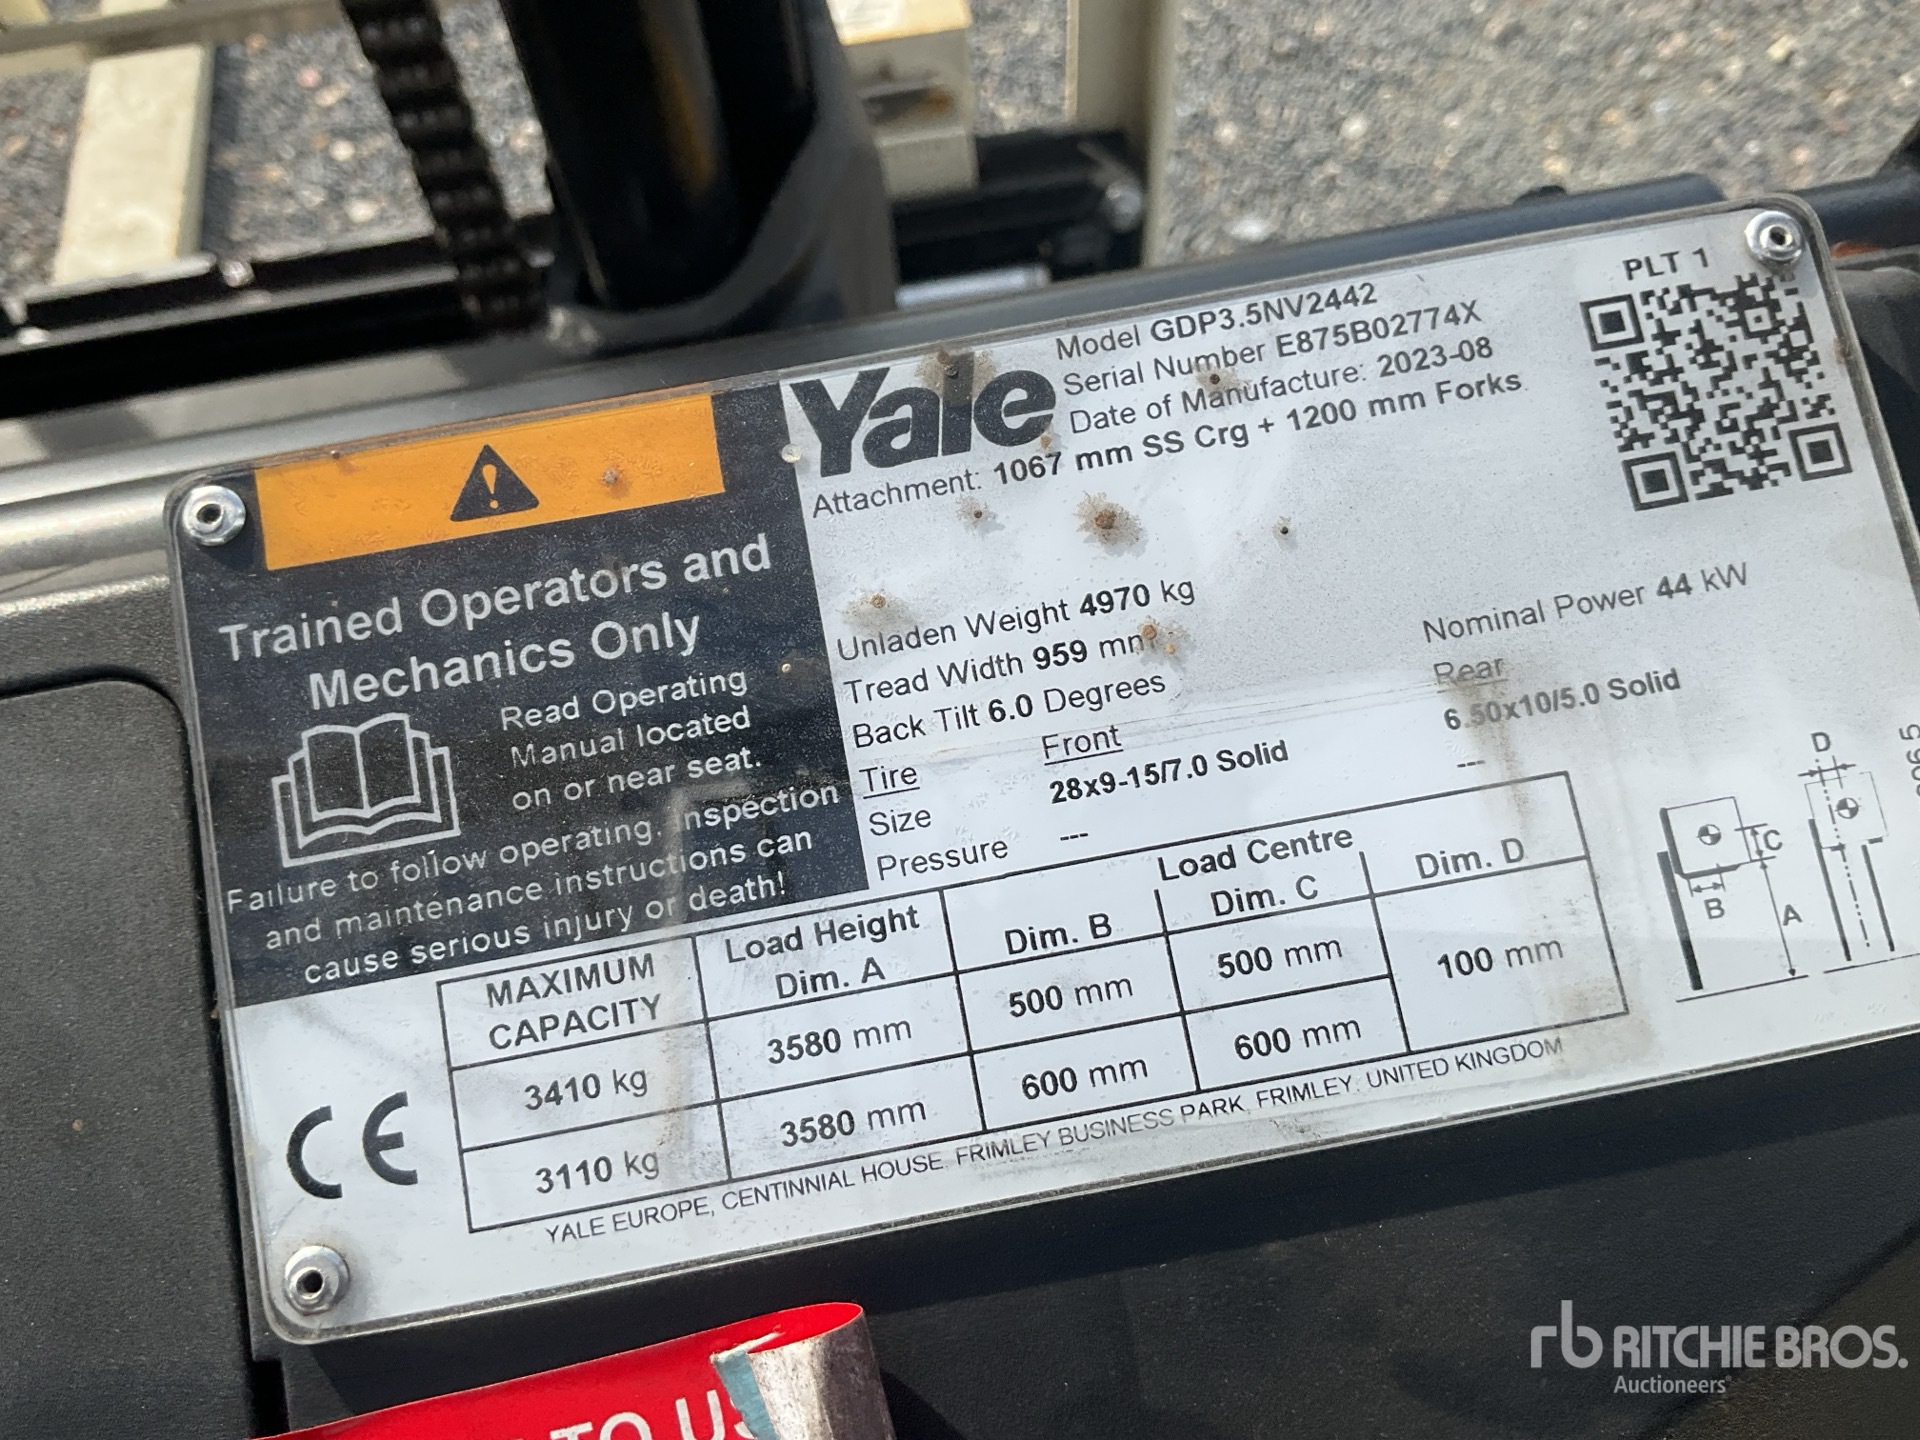 PLT 1
Yale
Model GDP3.5NV2442
Serial Number E875B02774X
Date of Manufacture: 2023-08
Attachment: 1067 mm SS Crg + 1200 mm Forks
Trained Operators and
Mechanics Only
Read Operating
Manual located
on or near seat.
Failure to follow operating, inspection
and maintenance instructions can
cause serious injury or death!
Unladen Weight 4970 kg
Tread Width 959 mm
Back Tilt 6.0 Degrees
Nominal Power 44 kW
Tire Front Rear
Size 28x9-15/7.0 Solid 6.50x10/5.0 Solid
Pressure --- ---
MAXIMUM CAPACITY Load Height Dim. A Load Centre
Dim. B Dim. C Dim. D
3410 kg 3580 mm 500 mm 500 mm 100 mm
3110 kg 3580 mm 600 mm 600 mm
D
C
B
A
CE
YALE EUROPE, CENTINNIAL HOUSE, FRIMLEY BUSINESS PARK, FRIMLEY, UNITED KINGDOM
TO
rb RITCHIE BROS.
Auctioneers